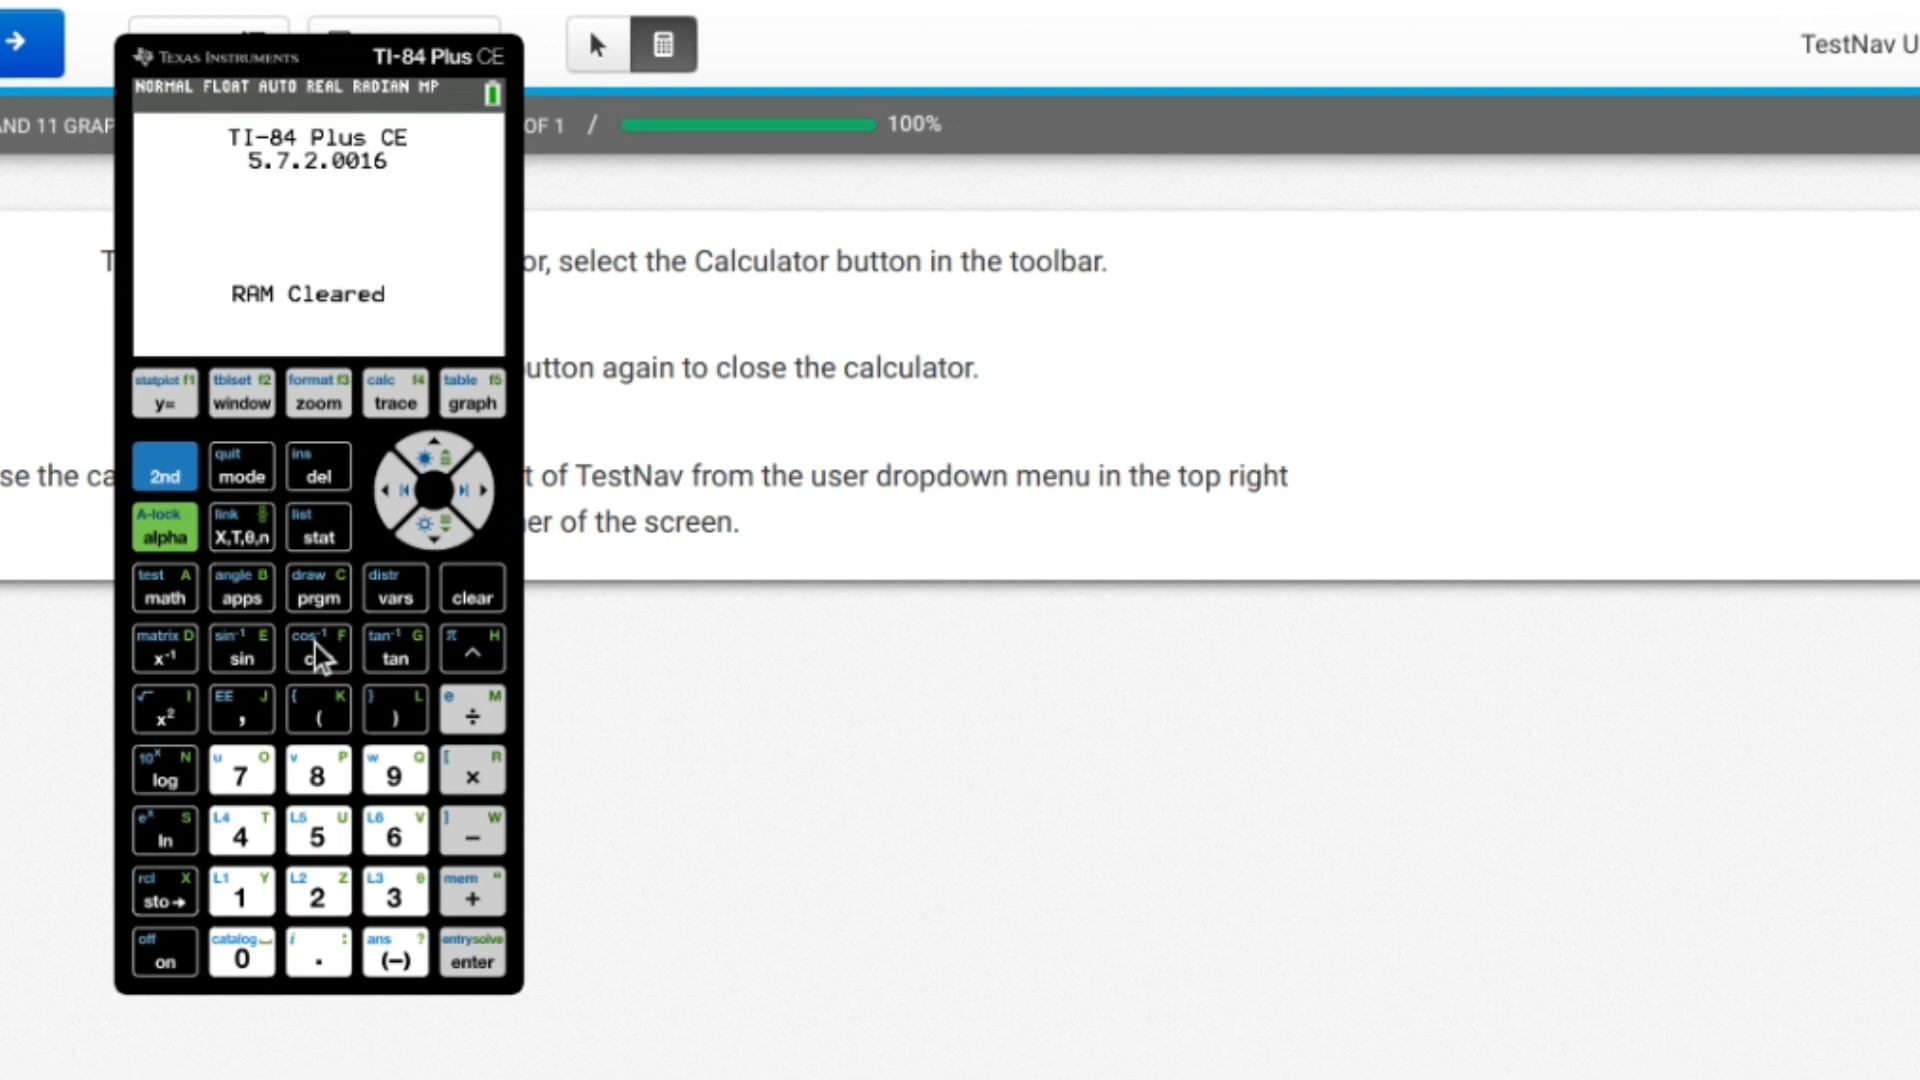 TestNav U
TEXAS INSTRUMENTS TI-84 Plus CE
NORMAL FLOAT AUTO REAL RADIAN MP
AND 11 GRAP
OF 1 / 100%
TI-84 Plus CE
5.7.2.0016
RAM Cleared
or, select the Calculator button in the toolbar.
utton again to close the calculator.
se the ca
t of TestNav from the user dropdown menu in the top right
er of the screen.
statplot f1 tblset f2 format f3 calc f4 table f5
y= window zoom trace graph
quit ins
2nd mode del
A-lock link list
alpha X,T,θ,n stat
test A angle B draw C distr
math apps prgm vars clear
matrix D sin-1 E cos-1 F tan-1 G π H
x-1 sin tan ^
√ I EE J { K } L e M
x2 , ( ) ÷
10x N u O v P w Q [ R
log 7 8 9 ×
ex S L4 T L5 U L6 V ] W
ln 4 5 6 −
rcl X L1 Y L2 Z L3 θ mem "
sto→ 1 2 3 +
off catalog i : ans ? entry solve
on 0 . (−) enter